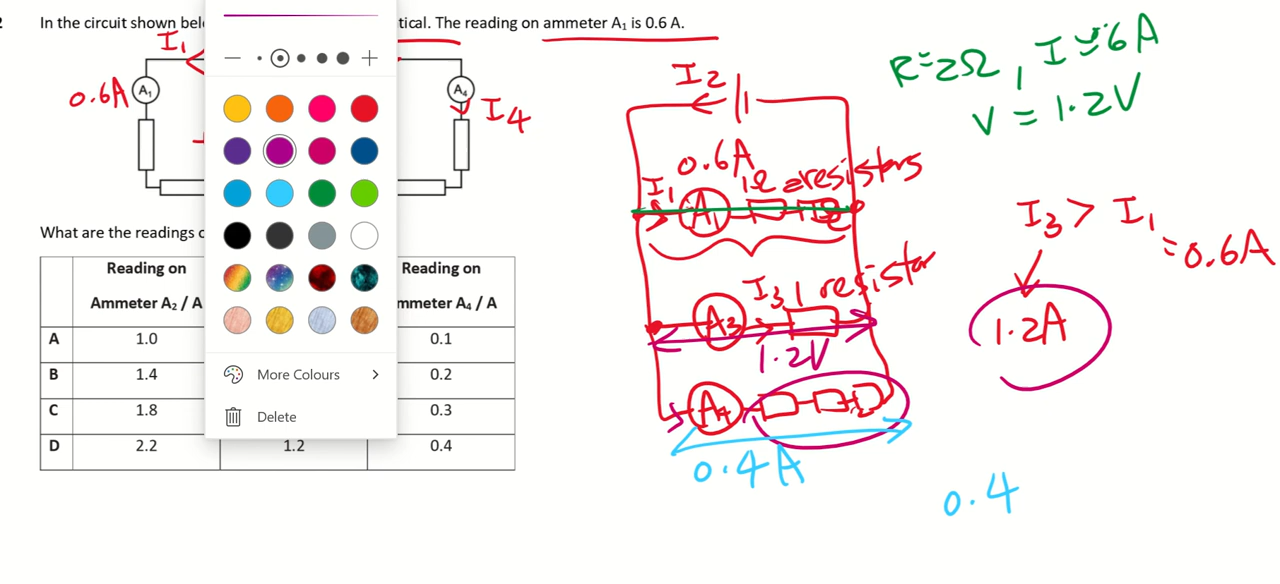 2 In the circuit shown bel tical. The reading on ammeter A₁ is 0.6 A.
I₁
0.6A A₁
A₄ I4
What are the readings o
Reading on Ammeter A₂ / A
mmeter A₄ / A
Reading on
A 1.0 0.1
B 1.4 0.2
C 1.8 0.3
D 2.2 1.2 0.4
More Colours
Delete
I2
0.6A
I₁ A₁ resistors
A3 I3 1 resistor
1.2V
A4
0.4A
R=2Ω, I=0.6A
V=1.2V
I3 > I₁
=0.6A
1.2A
0.4